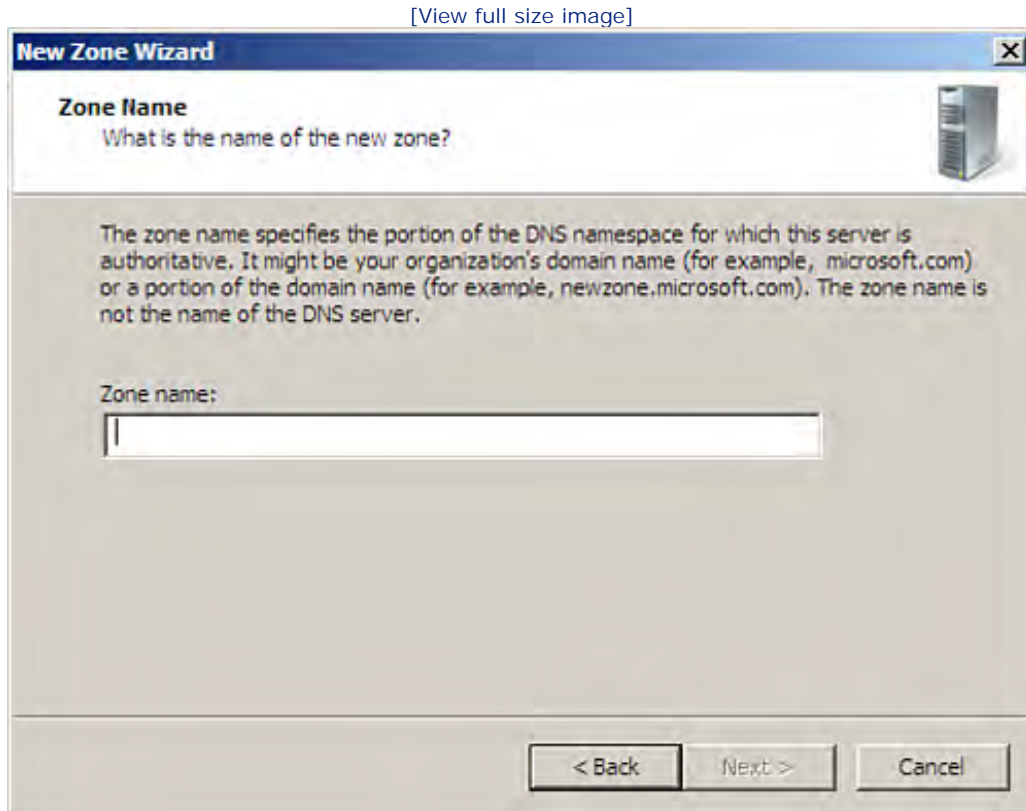 [View full size image]
New Zone Wizard
Zone Name
What is the name of the new zone?
The zone name specifies the portion of the DNS namespace for which this server is
authoritative. It might be your organization's domain name (for example, microsoft.com)
or a portion of the domain name (for example, newzone.microsoft.com). The zone name is
not the name of the DNS server.
Zone name:
< Back Next > Cancel